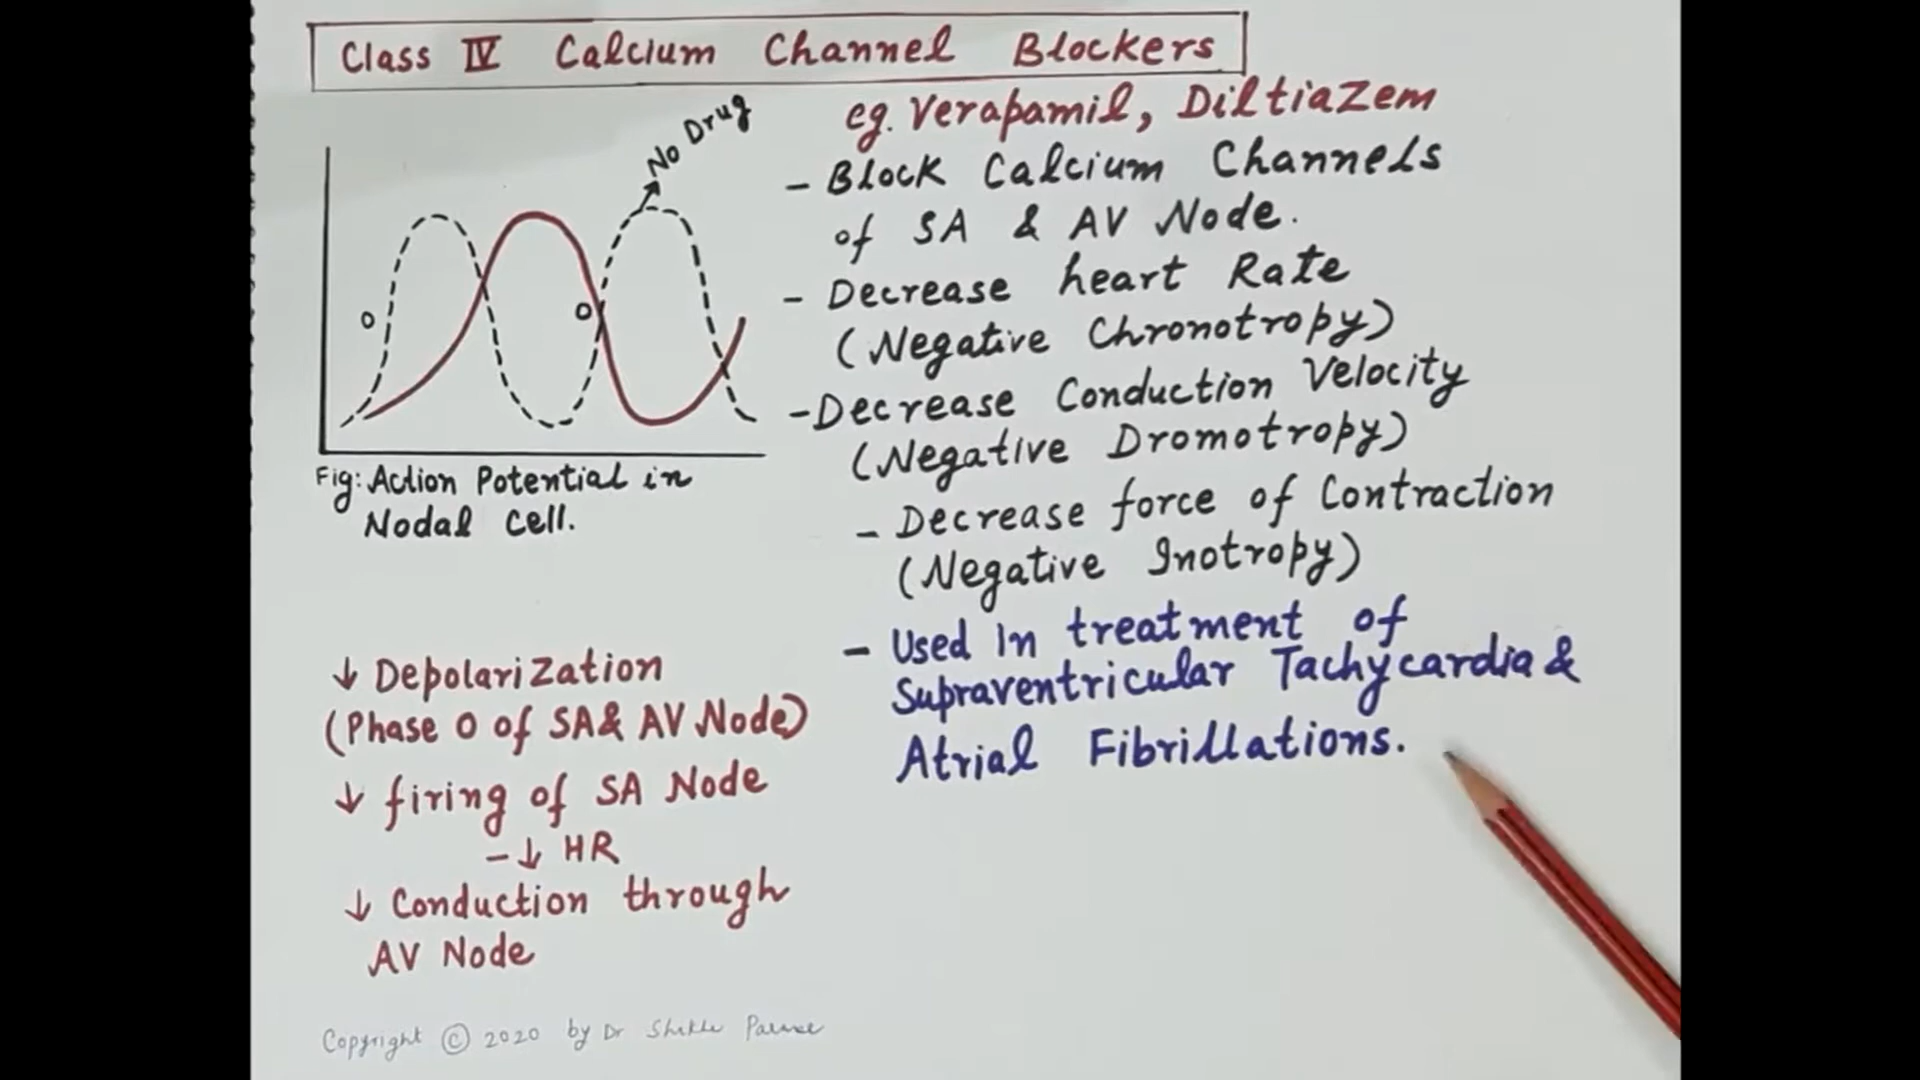 Class IV Calcium Channel Blockers
eg. Verapamil, Diltiazem
No Drug
0
0
Fig: Action Potential in
Nodal Cell.
- Block Calcium Channels
of SA & AV Node.
- Decrease heart Rate
(Negative Chronotropy)
- Decrease Conduction Velocity
(Negative Dromotropy)
- Decrease force of Contraction
(Negative Inotropy)
- Used In treatment of
Supraventricular Tachycardia &
Atrial Fibrillations.
↓ Depolarization
(Phase 0 of SA & AV Node)
↓ firing of SA Node
- ↓ HR
↓ Conduction through
AV Node
Copyright © 2020 by Dr